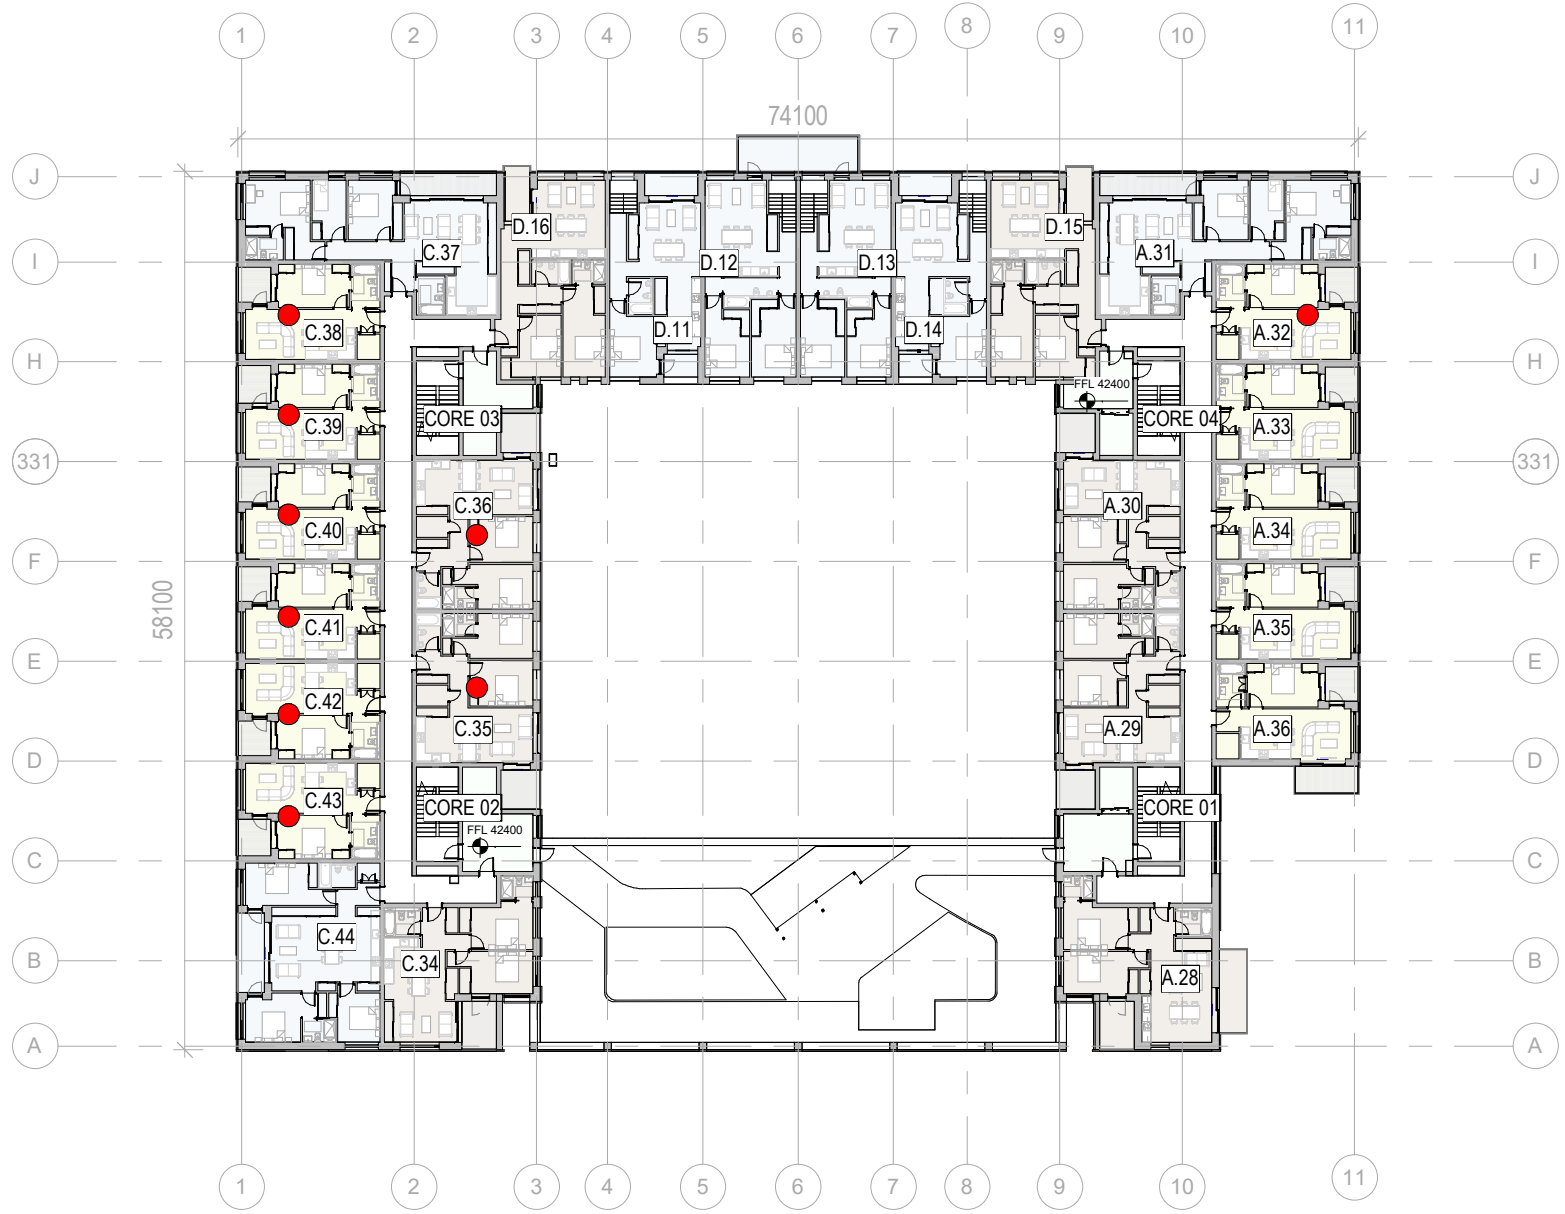 1 2 3 4 5 6 7 8 9 10 11
74100
J J
D.16 D.15
C.37 A.31
I D.12 D.13 I
D.11 D.14
C.38 A.32
H H
FFL 42400
CORE 03 CORE 04
C.39 A.33
331 331
C.36 A.30
C.40 A.34
F F
58100
C.41 A.35
E E
C.42
C.35 A.29 A.36
D D
C.43
CORE 02 CORE 01
FFL 42400
C C
C.44
B C.34 B
A.28
A A
1 2 3 4 5 6 7 8 9 10 11